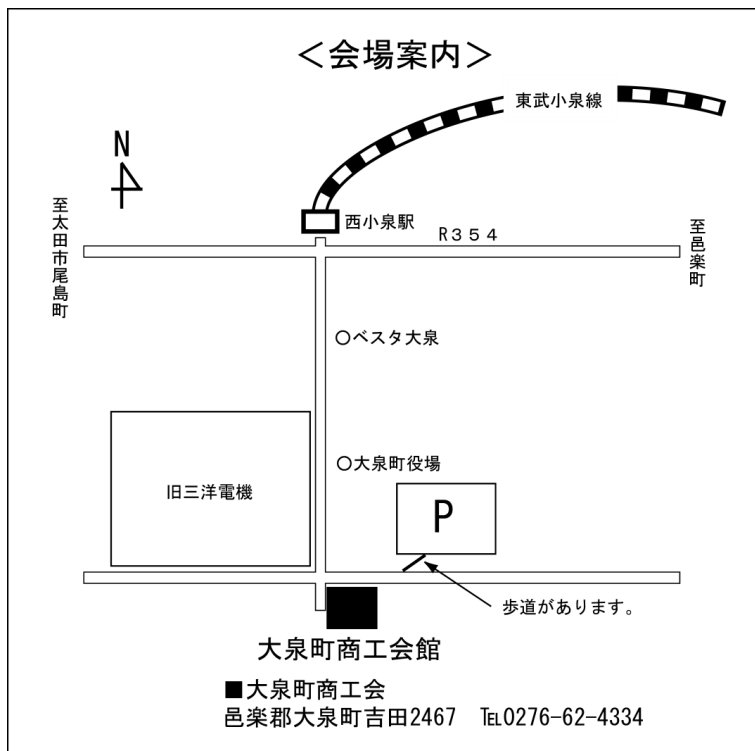 ＜会場案内＞
東武小泉線
N
至太田市尾島町
西小泉駅
R３５４
至邑楽町
○ベスタ大泉
○大泉町役場
旧三洋電機
P
歩道があります。
大泉町商工会館
■大泉町商工会
邑楽郡大泉町吉田2467　℡0276-62-4334